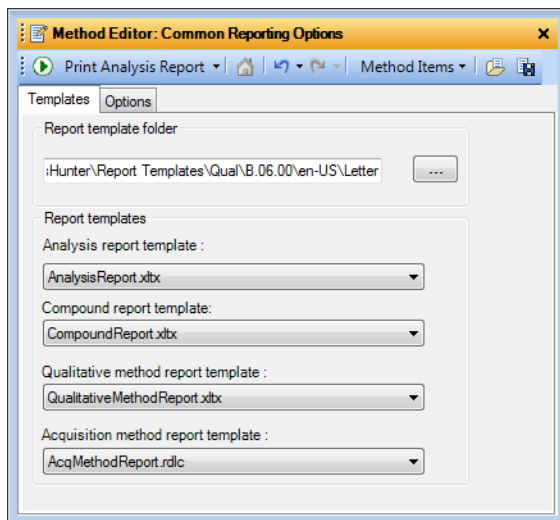 Method Editor: Common Reporting Options
Print Analysis Report Method Items
Templates Options
Report template folder
:Hunter\Report Templates\Qual\B.06.00\en-US\Letter ...
Report templates
Analysis report template :
AnalysisReport.xltx
Compound report template:
CompoundReport.xltx
Qualitative method report template :
QualitativeMethodReport.xltx
Acquisition method report template :
AcqMethodReport.rdlc